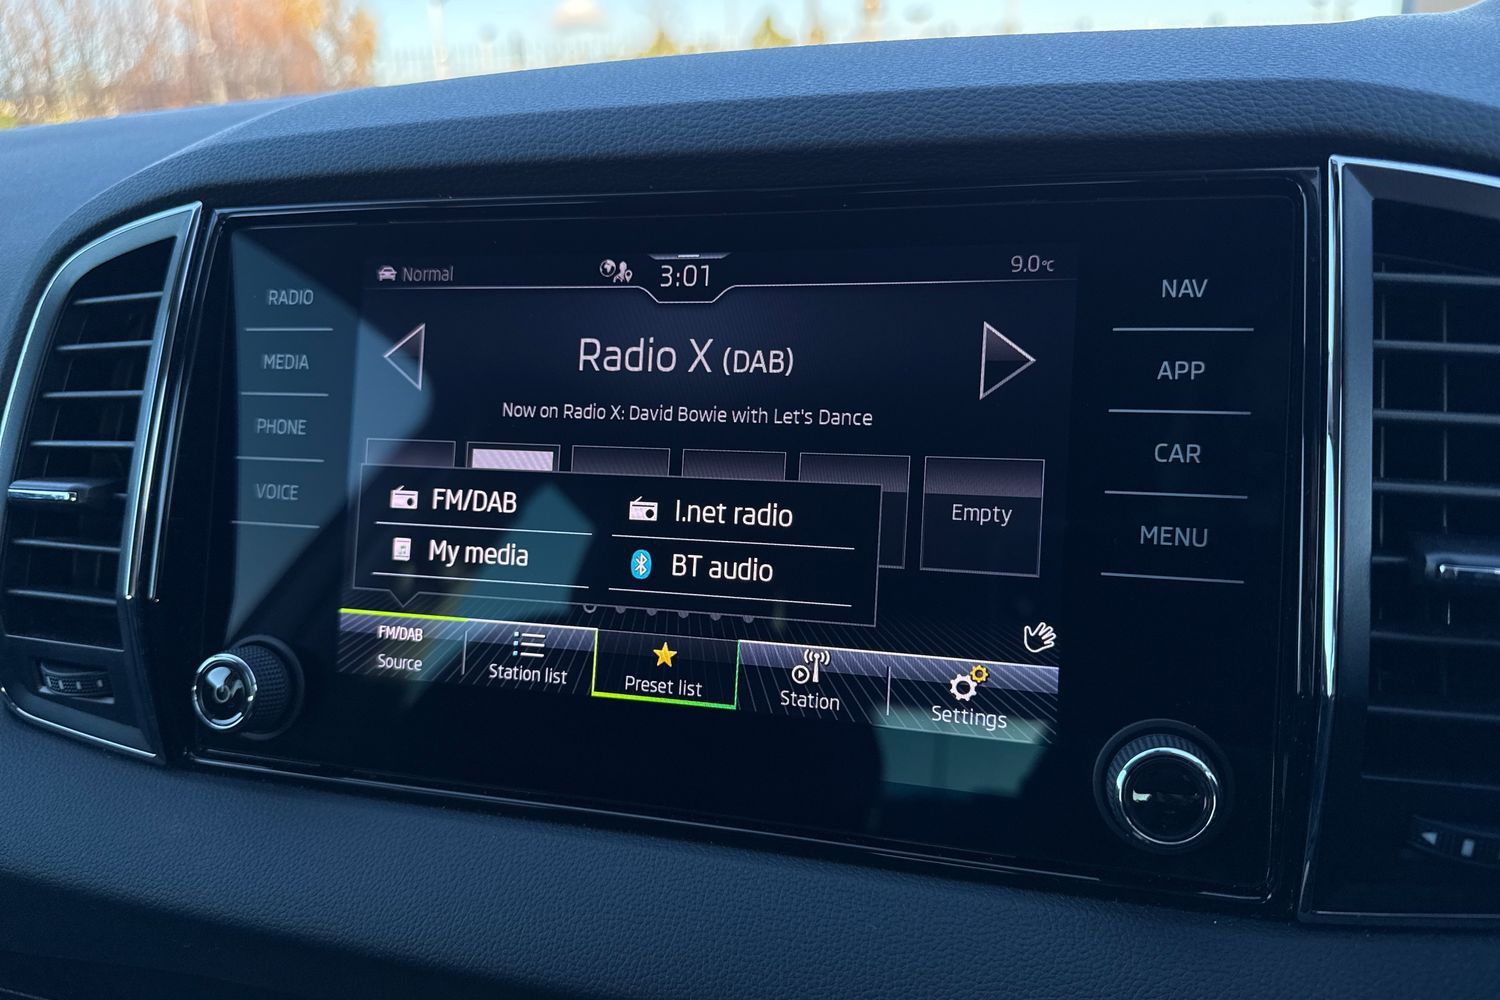 Normal
3:01
9.0°C
RADIO
MEDIA
PHONE
VOICE
NAV
APP
CAR
MENU
Radio X (DAB)
Now on Radio X: David Bowie with Let's Dance
FM/DAB
I.net radio
My media
BT audio
Empty
FM/DAB
Source
Station list
Preset list
Station
Settings